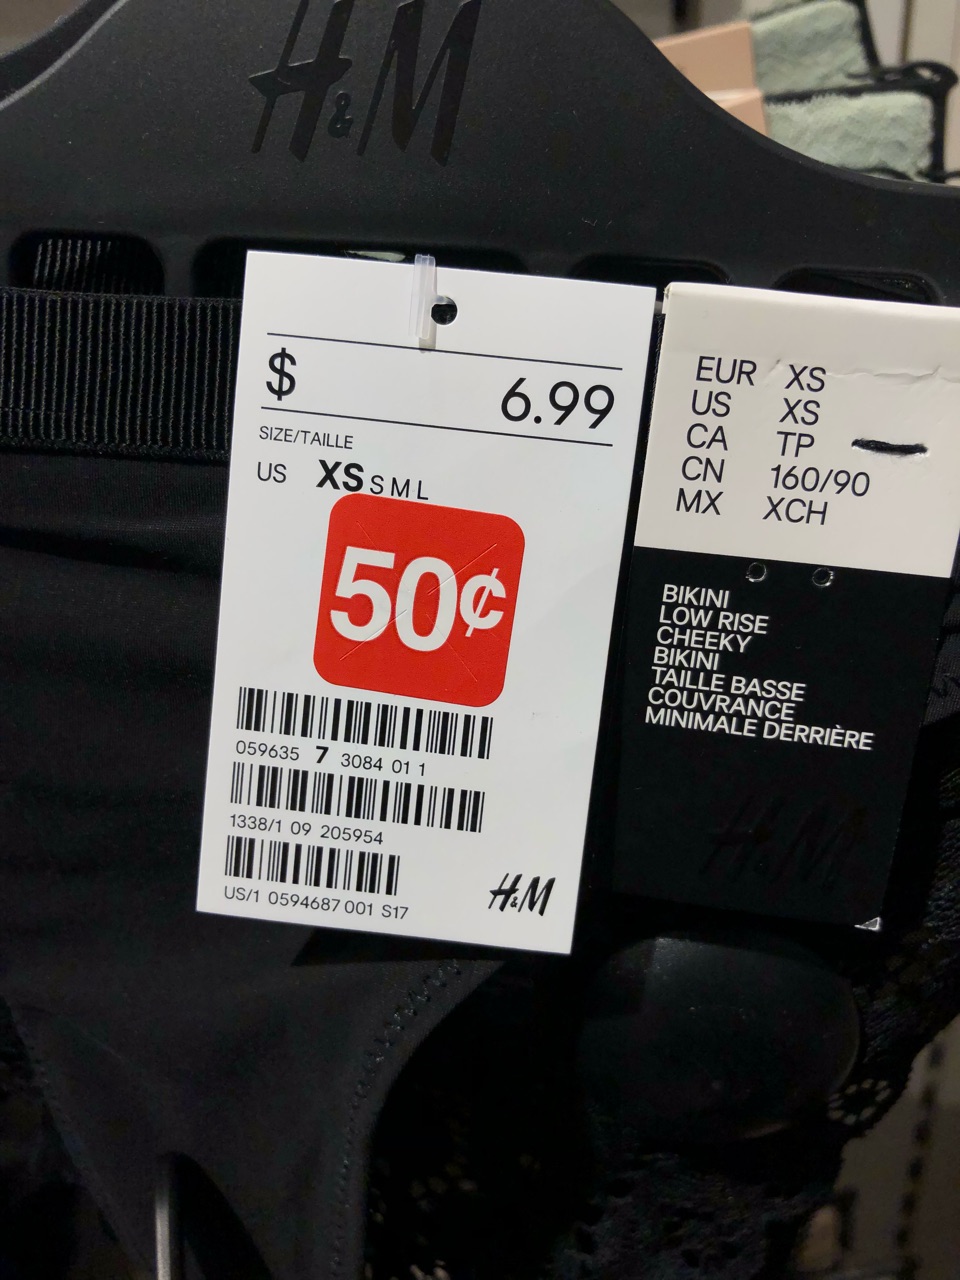 H&M
$ 6.99
SIZE/TAILLE
US XS S M L
50¢
059635 7 3084 01 1
1338/1 09 205954
US/1 0594687 001 S17
H&M
EUR XS
US XS
CA TP
CN 160/90
MX XCH
BIKINI
LOW RISE
CHEEKY
BIKINI
TAILLE BASSE
COUVRANCE
MINIMALE DERRIÈRE
H&M